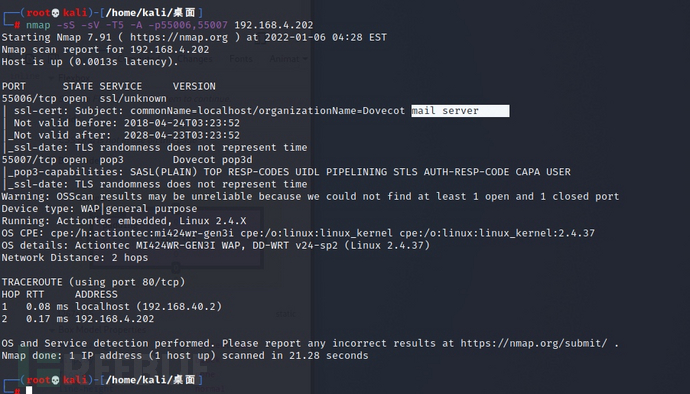 (root💀kali)-[/home/kali/桌面]
# nmap -sS -sV -T5 -A -p55006,55007 192.168.4.202
Starting Nmap 7.91 ( https://nmap.org ) at 2022-01-06 04:28 EST
Nmap scan report for 192.168.4.202
Host is up (0.0013s latency).
PORT      STATE SERVICE     VERSION
55006/tcp open  ssl/unknown
| ssl-cert: Subject: commonName=localhost/organizationName=Dovecot mail server
| Not valid before: 2018-04-24T03:23:52
|_Not valid after:  2028-04-23T03:23:52
|_ssl-date: TLS randomness does not represent time
55007/tcp open  pop3        Dovecot pop3d
|_pop3-capabilities: SASL(PLAIN) TOP RESP-CODES UIDL PIPELINING STLS AUTH-RESP-CODE CAPA USER
|_ssl-date: TLS randomness does not represent time
Warning: OSScan results may be unreliable because we could not find at least 1 open and 1 closed port
Device type: WAP|general purpose
Running: Actiontec embedded, Linux 2.4.X
OS CPE: cpe:/h:actiontec:mi424wr-gen3i cpe:/o:linux:linux_kernel cpe:/o:linux:linux_kernel:2.4.37
OS details: Actiontec MI424WR-GEN3I WAP, DD-WRT v24-sp2 (Linux 2.4.37)
Network Distance: 2 hops
TRACEROUTE (using port 80/tcp)
HOP RTT     ADDRESS
1   0.08 ms localhost (192.168.40.2)
2   0.17 ms 192.168.4.202
OS and Service detection performed. Please report any incorrect results at https://nmap.org/submit/ .
Nmap done: 1 IP address (1 host up) scanned in 21.28 seconds
(root💀kali)-[/home/kali/桌面]
#